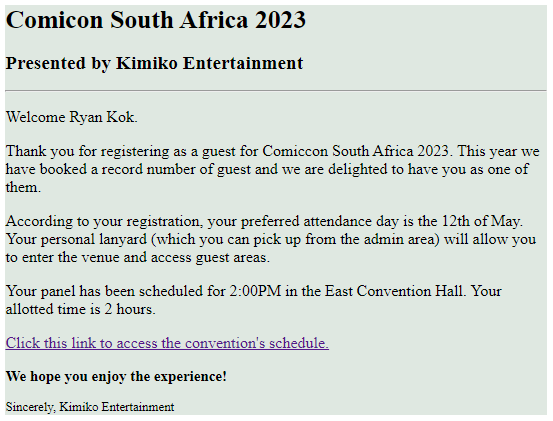 Comicon South Africa 2023
Presented by Kimiko Entertainment
Welcome Ryan Kok.
Thank you for registering as a guest for Comiccon South Africa 2023. This year we
have booked a record number of guest and we are delighted to have you as one of
them.
According to your registration, your preferred attendance day is the 12th of May.
Your personal lanyard (which you can pick up from the admin area) will allow you
to enter the venue and access guest areas.
Your panel has been scheduled for 2:00PM in the East Convention Hall. Your
allotted time is 2 hours.
Click this link to access the convention's schedule.
We hope you enjoy the experience!
Sincerely, Kimiko Entertainment